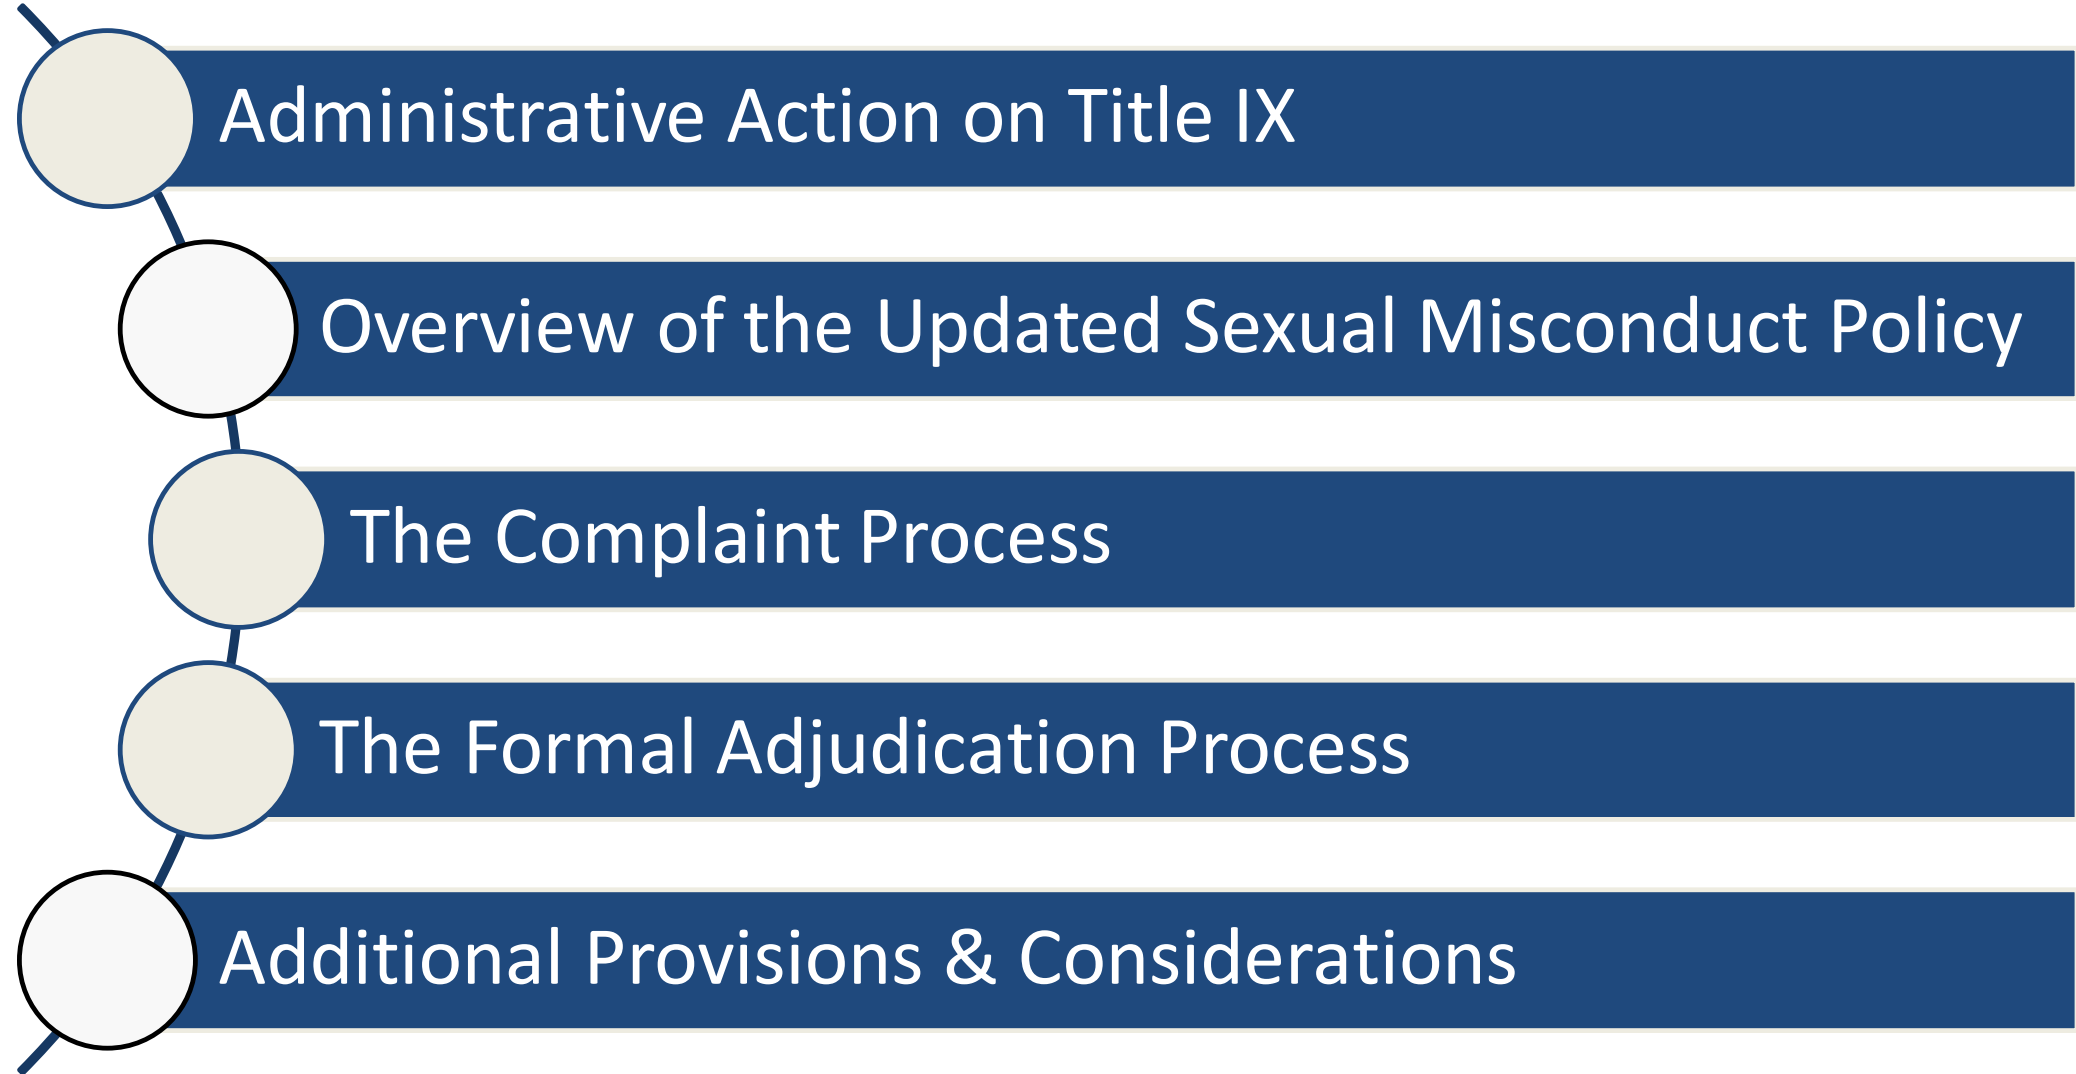 Administrative Action on Title IX
Overview of the Updated Sexual Misconduct Policy
The Complaint Process
The Formal Adjudication Process
Additional Provisions & Considerations